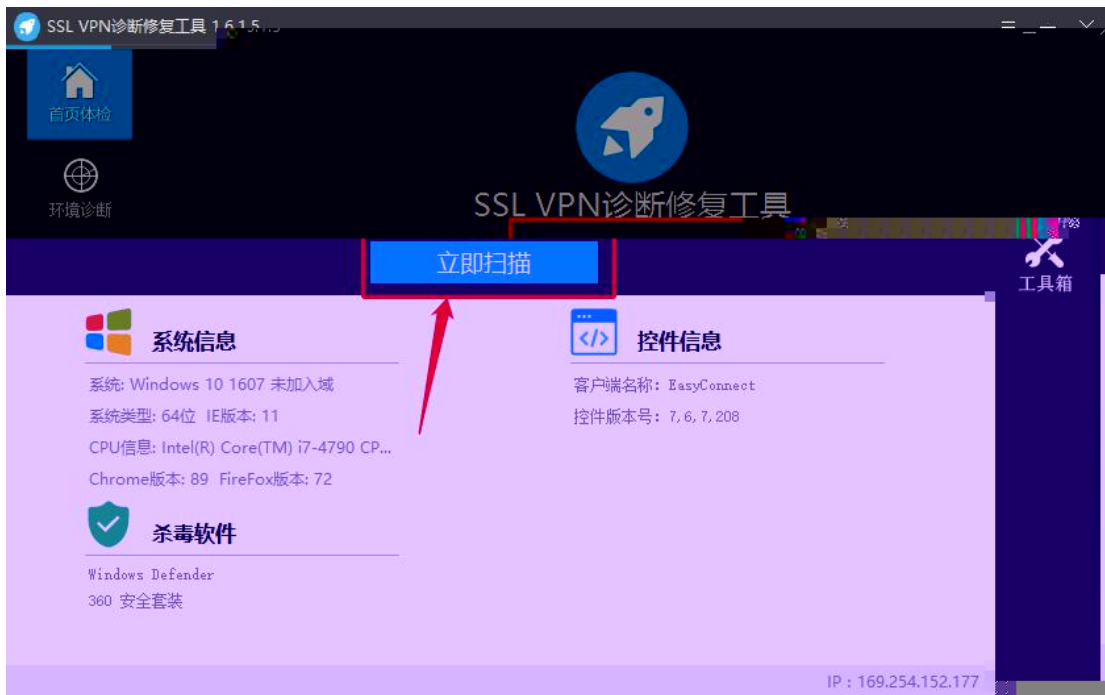 SSL VPN诊断修复工具 1.6.1.5
首页体检
环境诊断
SSL VPN诊断修复工具
立即扫描
工具箱
系统信息
系统: Windows 10 1607 未加入域
系统类型: 64位 IE版本: 11
CPU信息: Intel(R) Core(TM) i7-4790 CP...
Chrome版本: 89 FireFox版本: 72
控件信息
客户端名称: EasyConnect
控件版本号: 7,6,7,208
杀毒软件
Windows Defender
360 安全套装
IP : 169.254.152.177